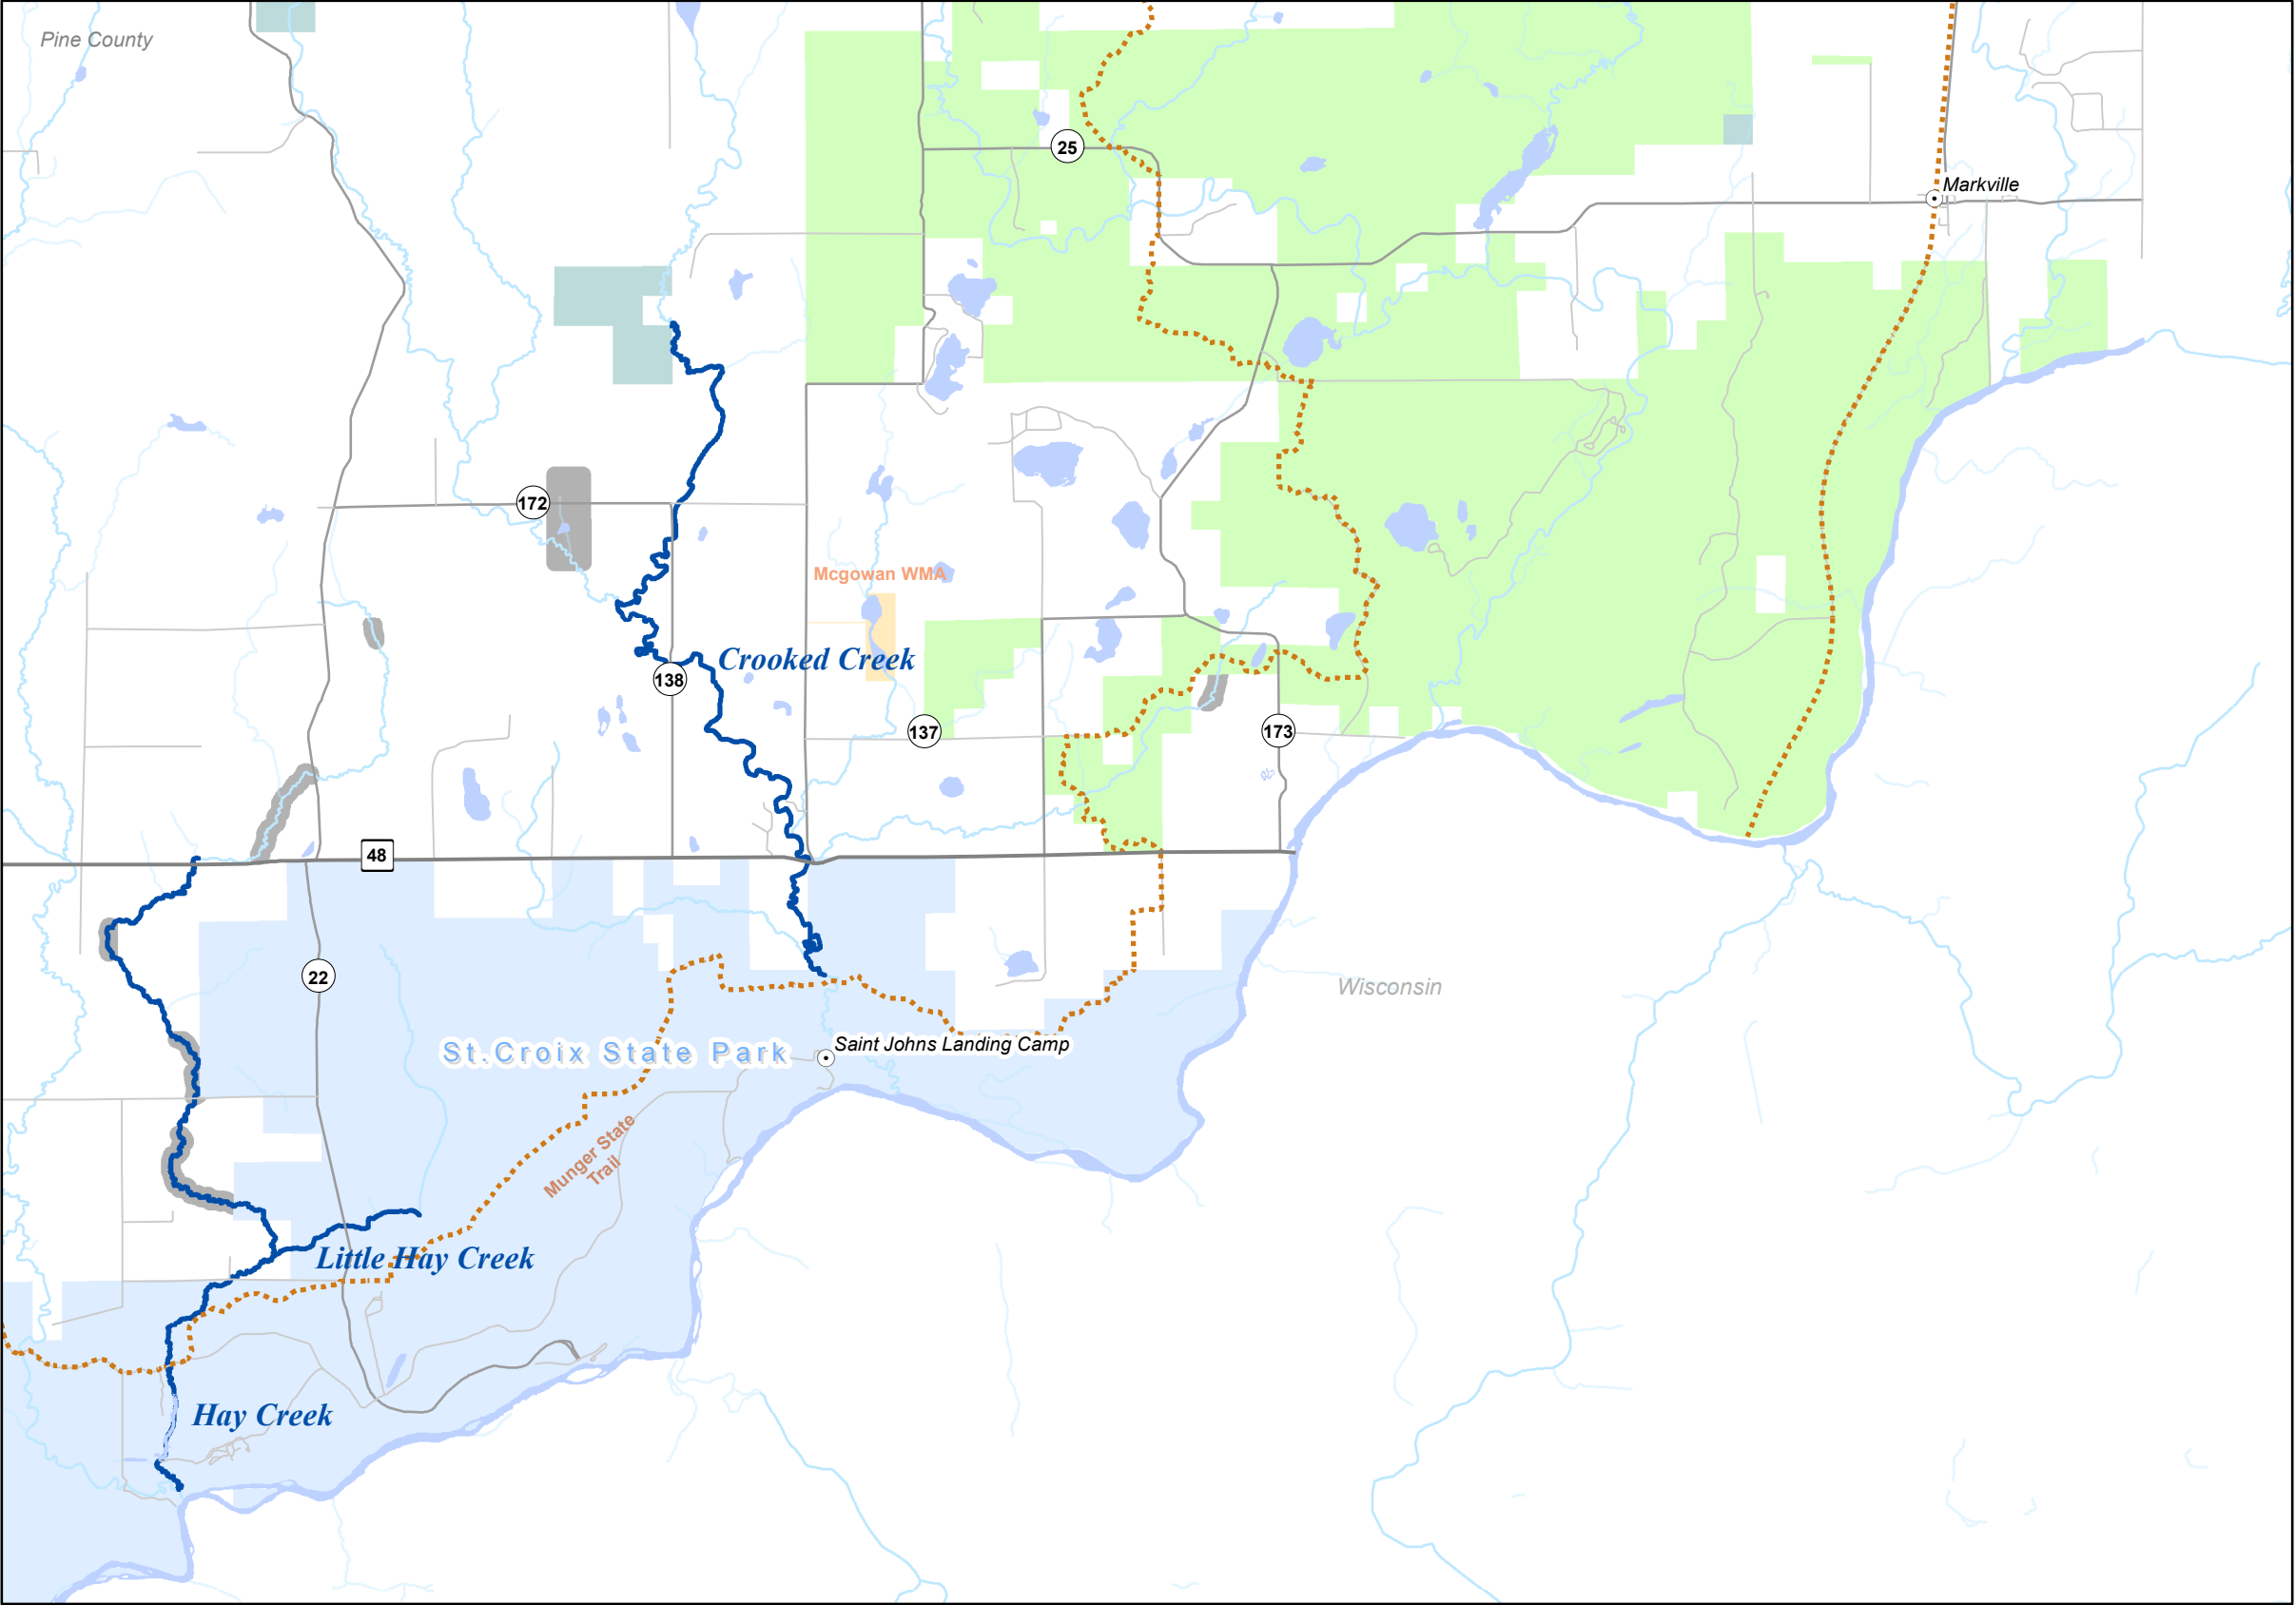 Pine County
25
Markville
172
Mcgowan WMA
Crooked Creek
138
137
173
48
22
Wisconsin
St.Croix State Park
Saint Johns Landing Camp
Munger State
Trail
Little Hay Creek
Hay Creek